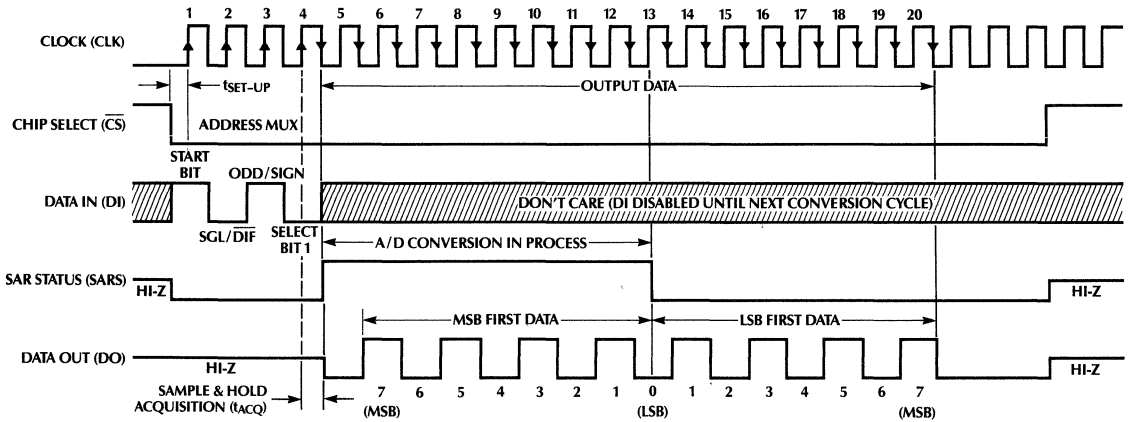 1 2 3 4 5 6 7 8 9 10 11 12 13 14 15 16 17 18 19 20
CLOCK (CLK)
tSET-UP
OUTPUT DATA
CHIP SELECT (CS)
ADDRESS MUX
START
BIT
ODD/SIGN
DATA IN (DI)
DON'T CARE (DI DISABLED UNTIL NEXT CONVERSION CYCLE)
SGL/DIF
SELECT
BIT 1
A/D CONVERSION IN PROCESS
SAR STATUS (SARS)
HI-Z
HI-Z
MSB FIRST DATA
LSB FIRST DATA
DATA OUT (DO)
HI-Z
HI-Z
SAMPLE & HOLD
ACQUISITION (tACQ)
7 6 5 4 3 2 1 0 1 2 3 4 5 6 7
(MSB) (LSB) (MSB)